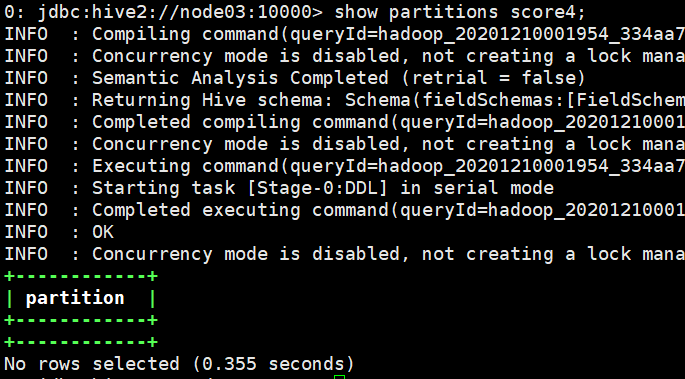 0: jdbc:hive2://node03:10000> show partitions score4;
INFO  : Compiling command(queryId=hadoop_20201210001954_334aa7
INFO  : Concurrency mode is disabled, not creating a lock mana
INFO  : Semantic Analysis Completed (retrial = false)
INFO  : Returning Hive schema: Schema(fieldSchemas:[FieldSchem
INFO  : Completed compiling command(queryId=hadoop_20201210001
INFO  : Concurrency mode is disabled, not creating a lock mana
INFO  : Executing command(queryId=hadoop_20201210001954_334aa7
INFO  : Starting task [Stage-0:DDL] in serial mode
INFO  : Completed executing command(queryId=hadoop_20201210001
INFO  : OK
INFO  : Concurrency mode is disabled, not creating a lock mana
+------------+
| partition  |
+------------+
+------------+
No rows selected (0.355 seconds)